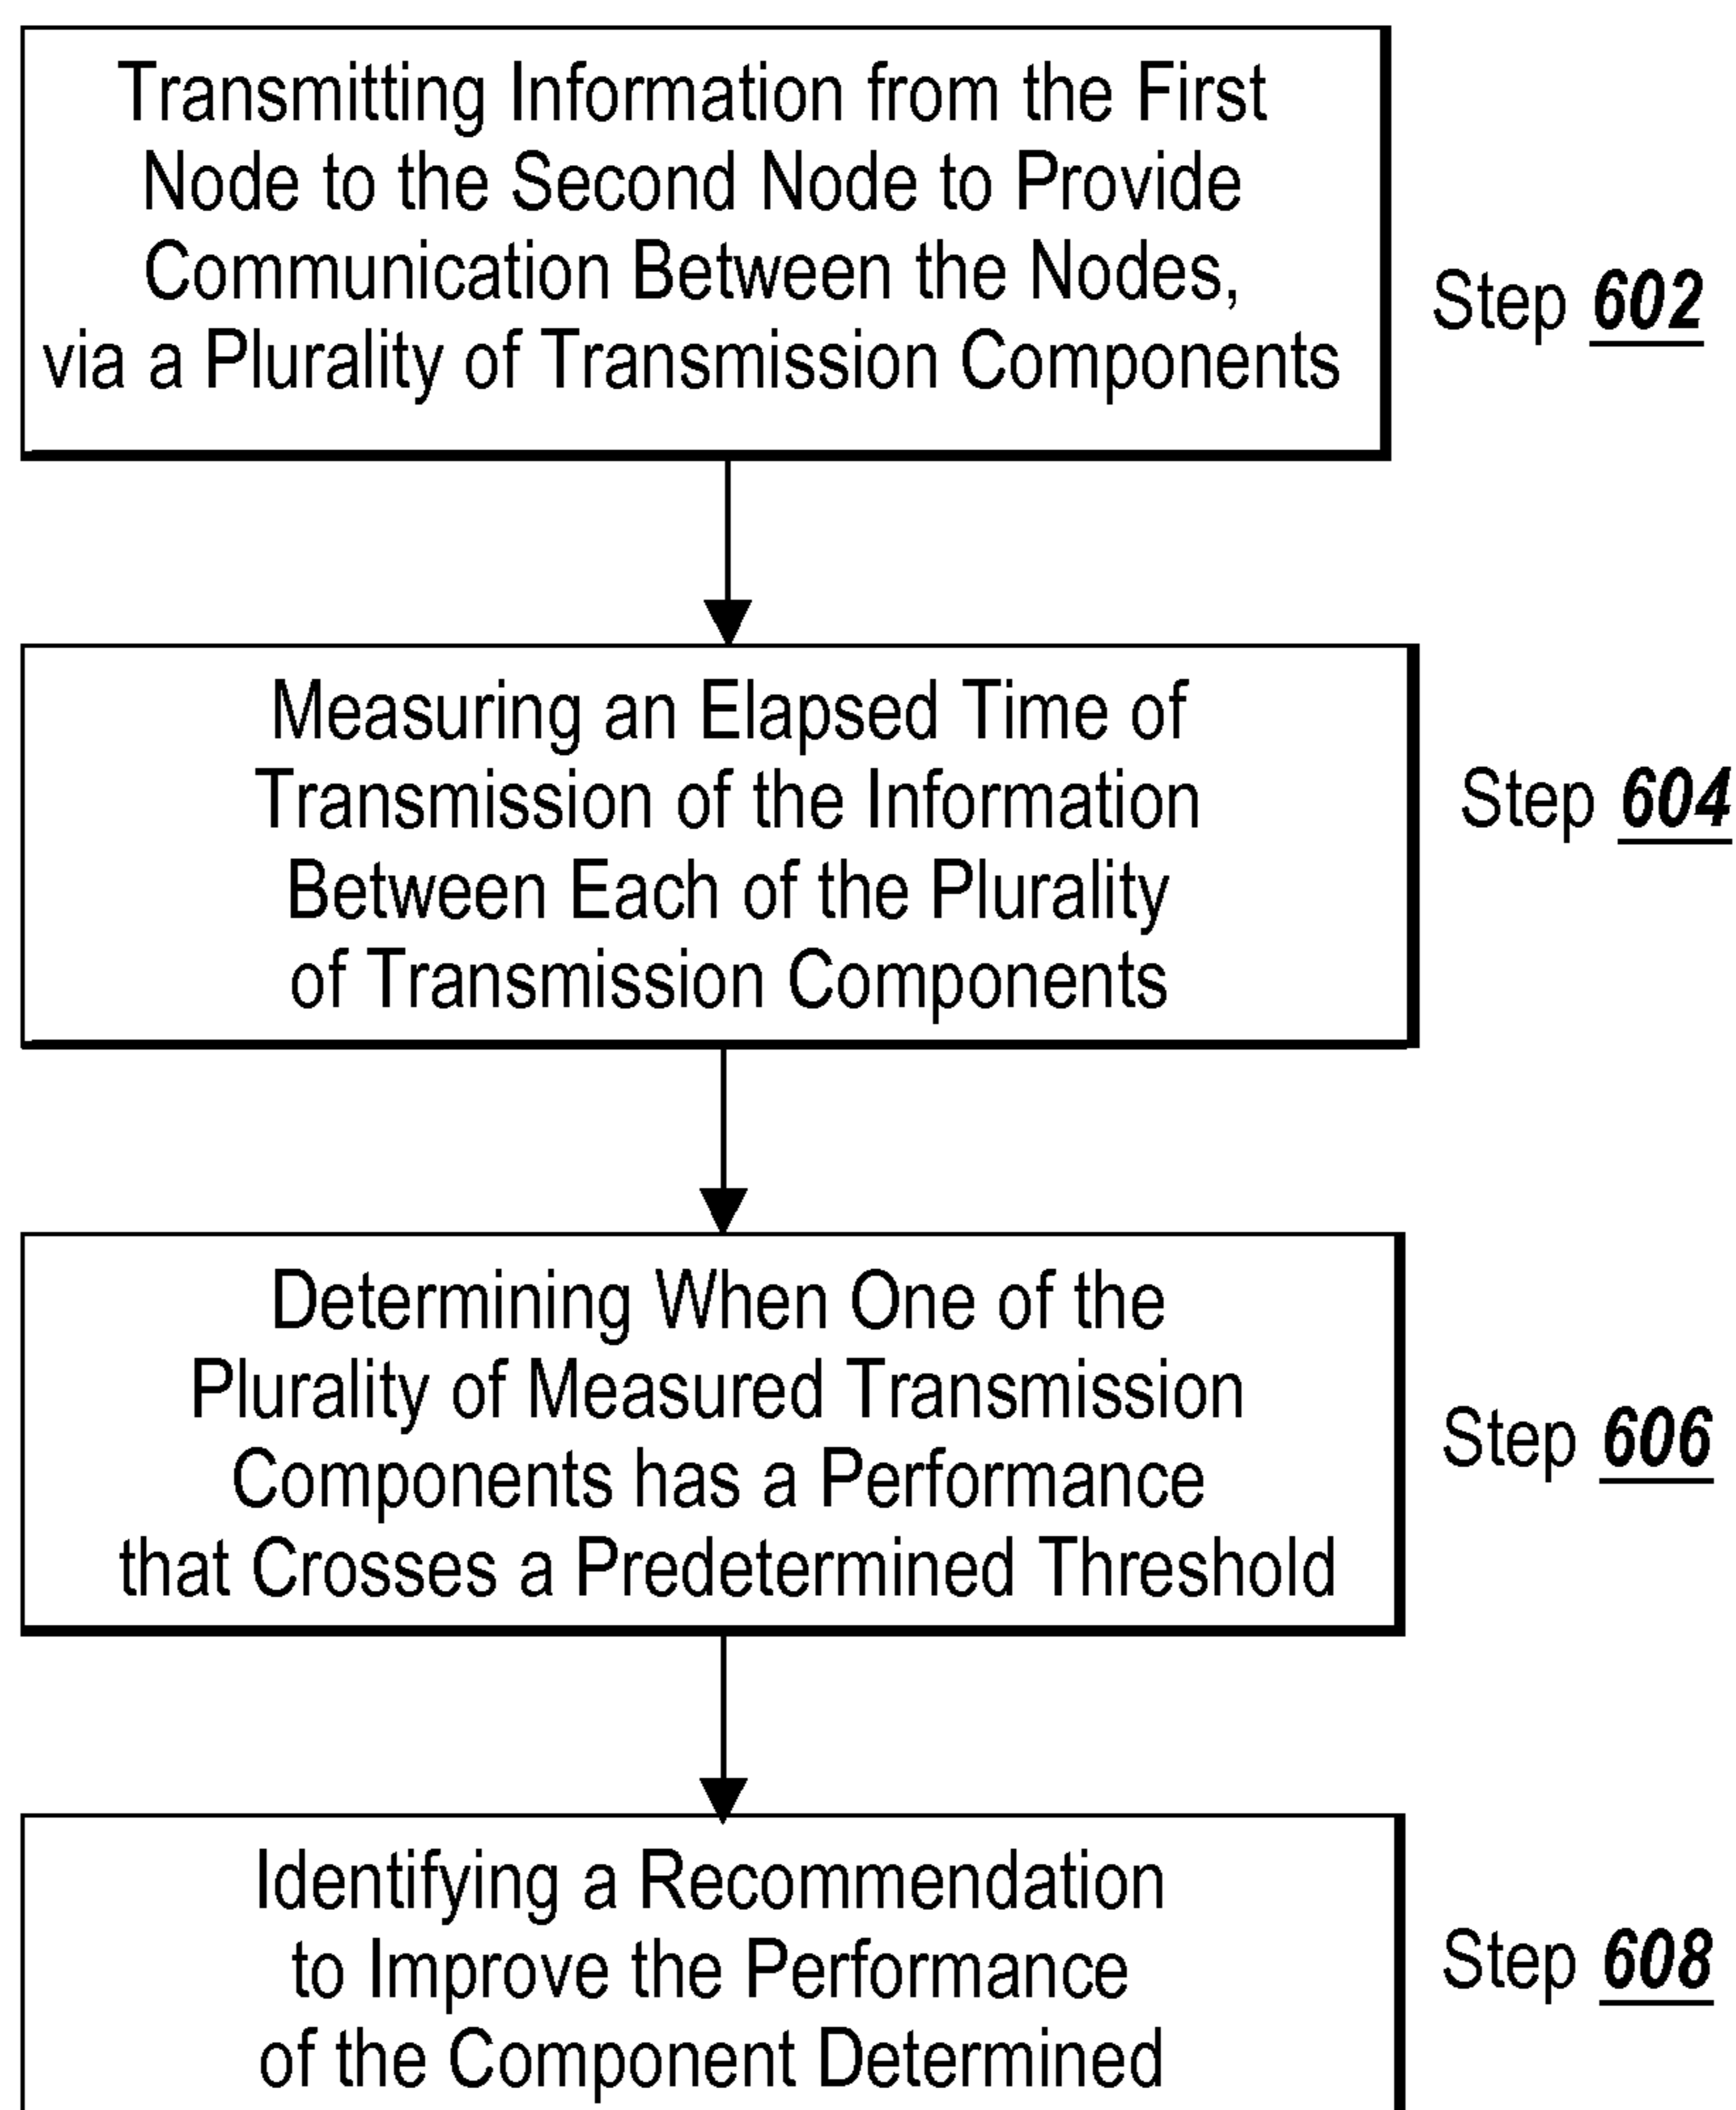 Transmitting Information from the First
Node to the Second Node to Provide
Communication Between the Nodes,
via a Plurality of Transmission Components
Step 602
Measuring an Elapsed Time of
Transmission of the Information
Between Each of the Plurality
of Transmission Components
Step 604
Determining When One of the
Plurality of Measured Transmission
Components has a Performance
that Crosses a Predetermined Threshold
Step 606
Identifying a Recommendation
to Improve the Performance
of the Component Determined
Step 608